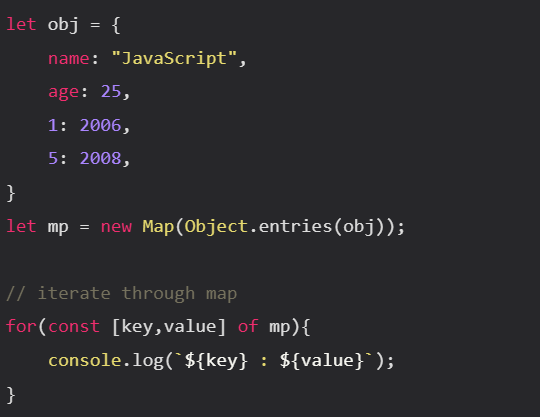 let obj = {
    name: "JavaScript",
    age: 25,
    1: 2006,
    5: 2008,
}
let mp = new Map(Object.entries(obj));

// iterate through map
for(const [key,value] of mp){
    console.log(`${key} : ${value}`);
}